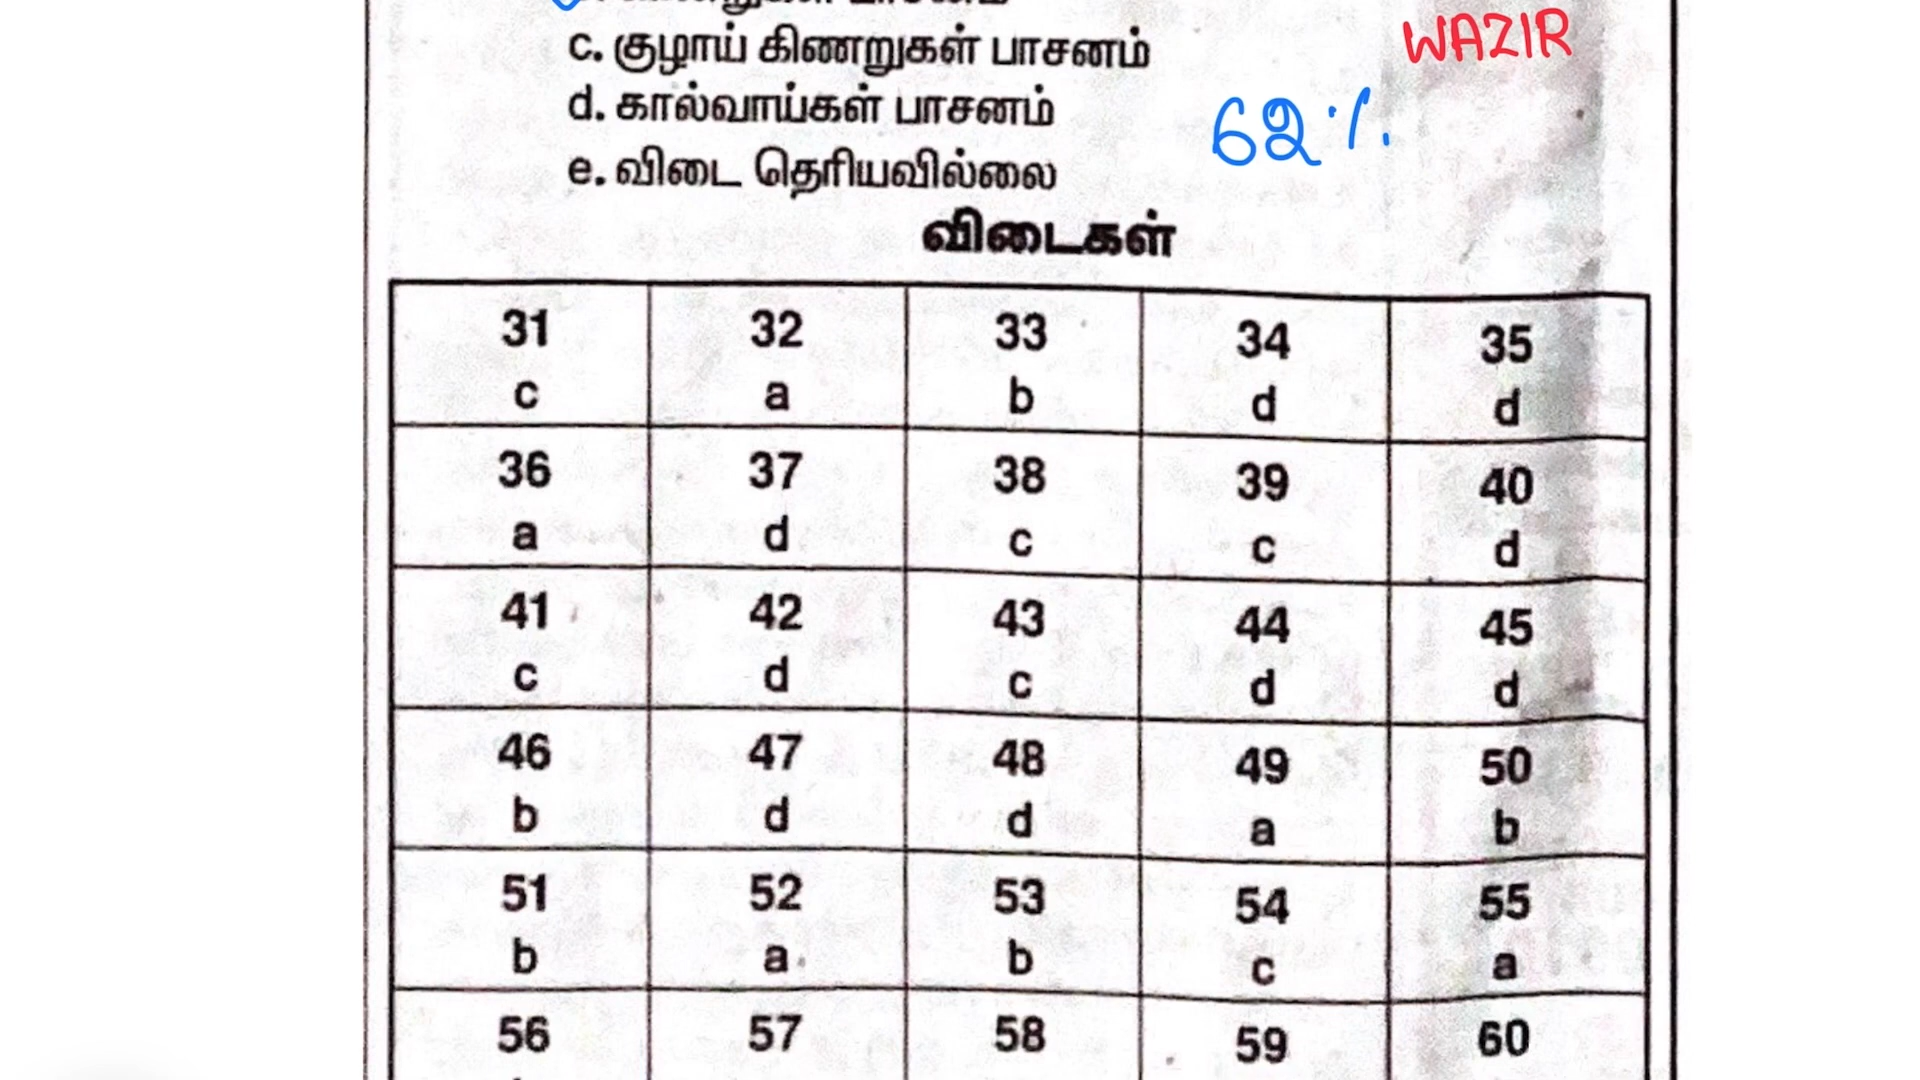 WAZIR
c. குழாய் கிணறுகள் பாசனம்
d. கால்வாய்கள் பாசனம்
62%
e. விடை தெரியவில்லை
விடைகள்
31 32 33 34 35
c a b d d
36 37 38 39 40
a d c c d
41 42 43 44 45
c d c d d
46 47 48 49 50
b d d a b
51 52 53 54 55
b a b c a
56 57 58 59 60